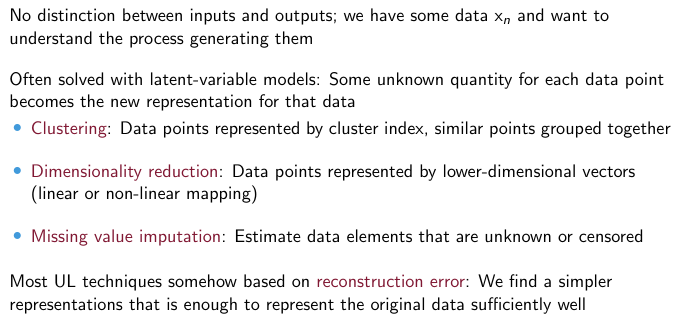 No distinction between inputs and outputs; we have some data xₙ and want to
understand the process generating them
Often solved with latent-variable models: Some unknown quantity for each data point
becomes the new representation for that data
• Clustering: Data points represented by cluster index, similar points grouped together
• Dimensionality reduction: Data points represented by lower-dimensional vectors
(linear or non-linear mapping)
• Missing value imputation: Estimate data elements that are unknown or censored
Most UL techniques somehow based on reconstruction error: We find a simpler
representations that is enough to represent the original data sufficiently well